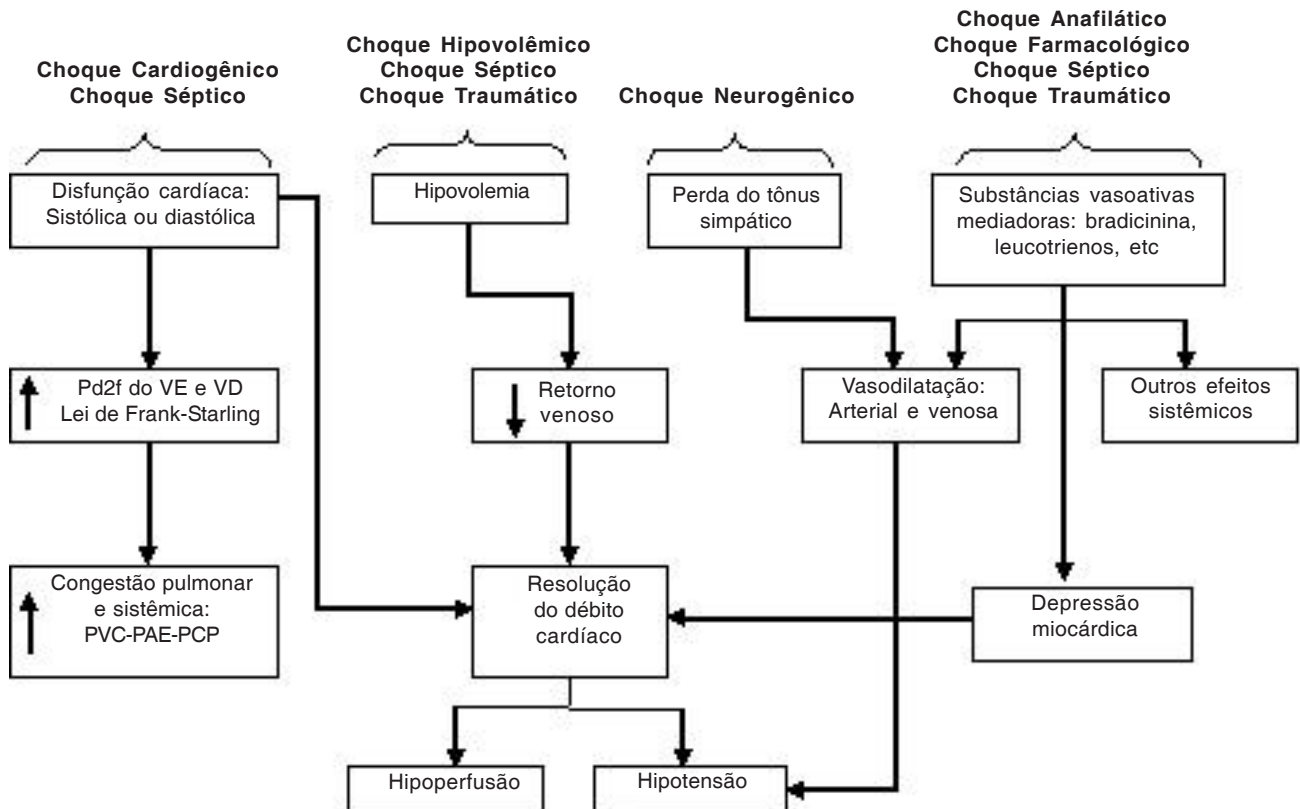 Choque Cardiogênico
Choque Séptico
Choque Hipovolêmico
Choque Séptico
Choque Traumático
Choque Neurogênico
Choque Anafilático
Choque Farmacológico
Choque Séptico
Choque Traumático
Disfunção cardíaca:
Sistólica ou diastólica
Hipovolemia
Perda do tônus
simpático
Substâncias vasoativas
mediadoras: bradicinina,
leucotrienos, etc
Pd2f do VE e VD
Lei de Frank-Starling
Retorno
venoso
Vasodilatação:
Arterial e venosa
Outros efeitos
sistêmicos
Congestão pulmonar
e sistêmica:
PVC-PAE-PCP
Resolução
do débito
cardíaco
Depressão
miocárdica
Hipoperfusão
Hipotensão